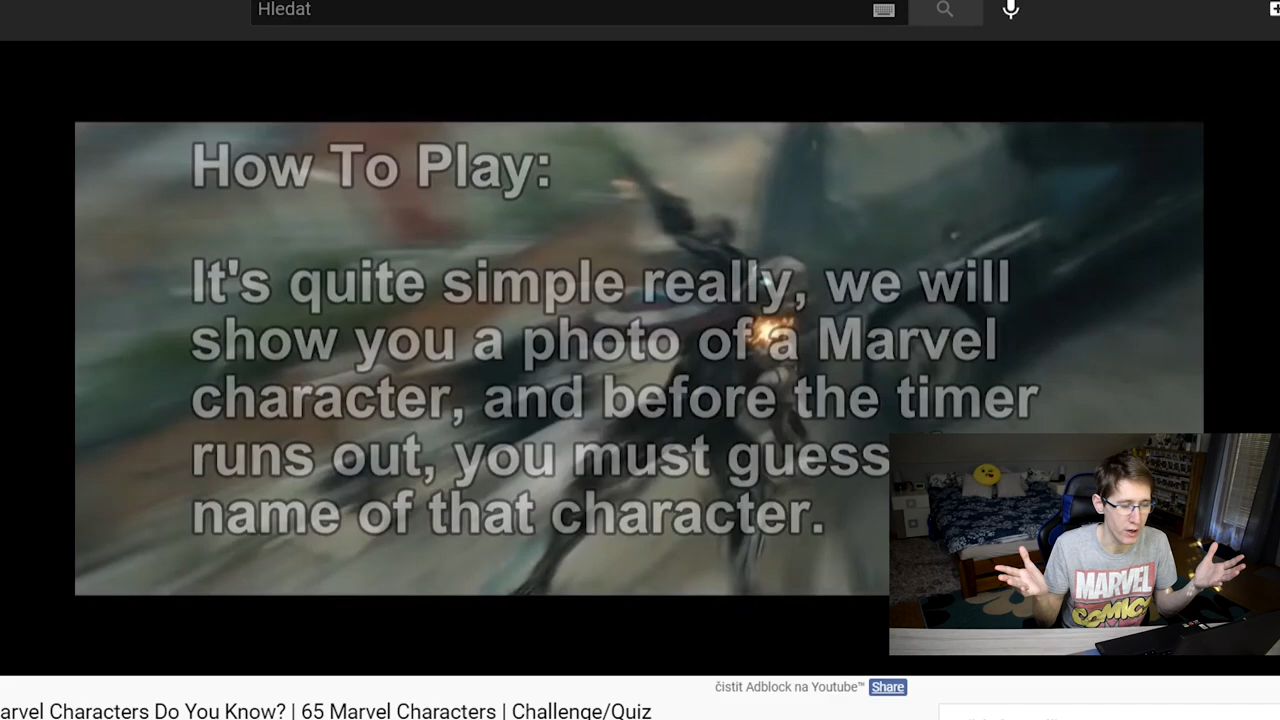 Hledat
How To Play:
It's quite simple really, we will
show you a photo of a Marvel
character, and before the timer
runs out, you must guess
name of that character.
MARVEL
COMICS
čistit Adblock na Youtube™ Share
arvel Characters Do You Know? | 65 Marvel Characters | Challenge/Quiz